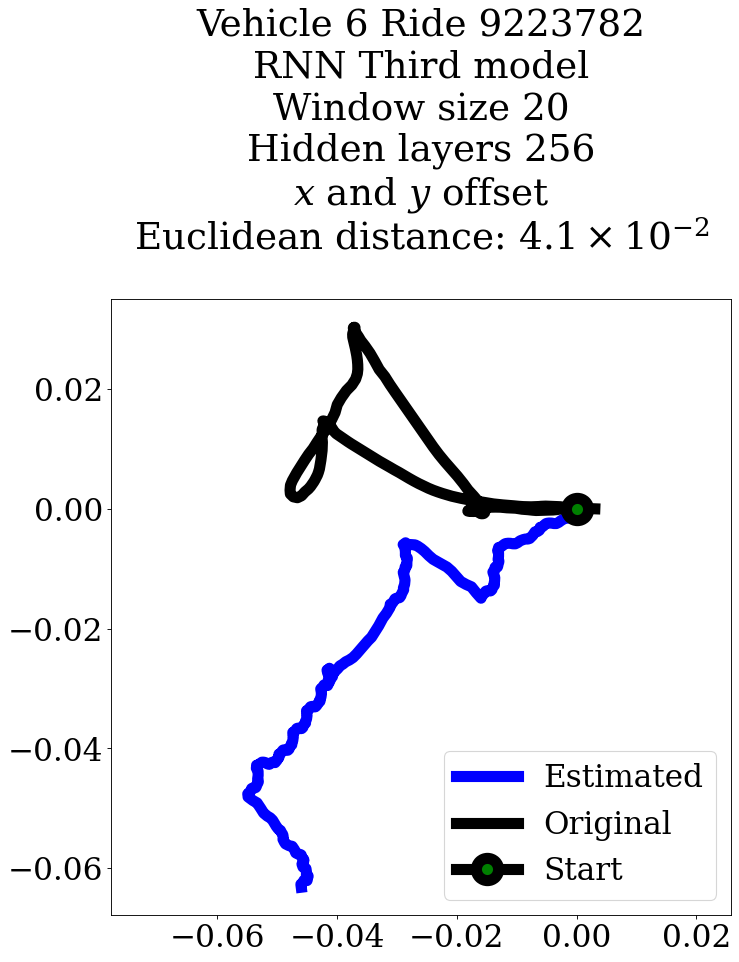 Vehicle 6 Ride 9223782
RNN Third model
Window size 20
Hidden layers 256
x and y offset
Euclidean distance: 4.1 × 10⁻²
0.02
0.00
−0.02
−0.04
−0.06
Estimated
Original
Start
−0.06 −0.04 −0.02 0.00 0.02